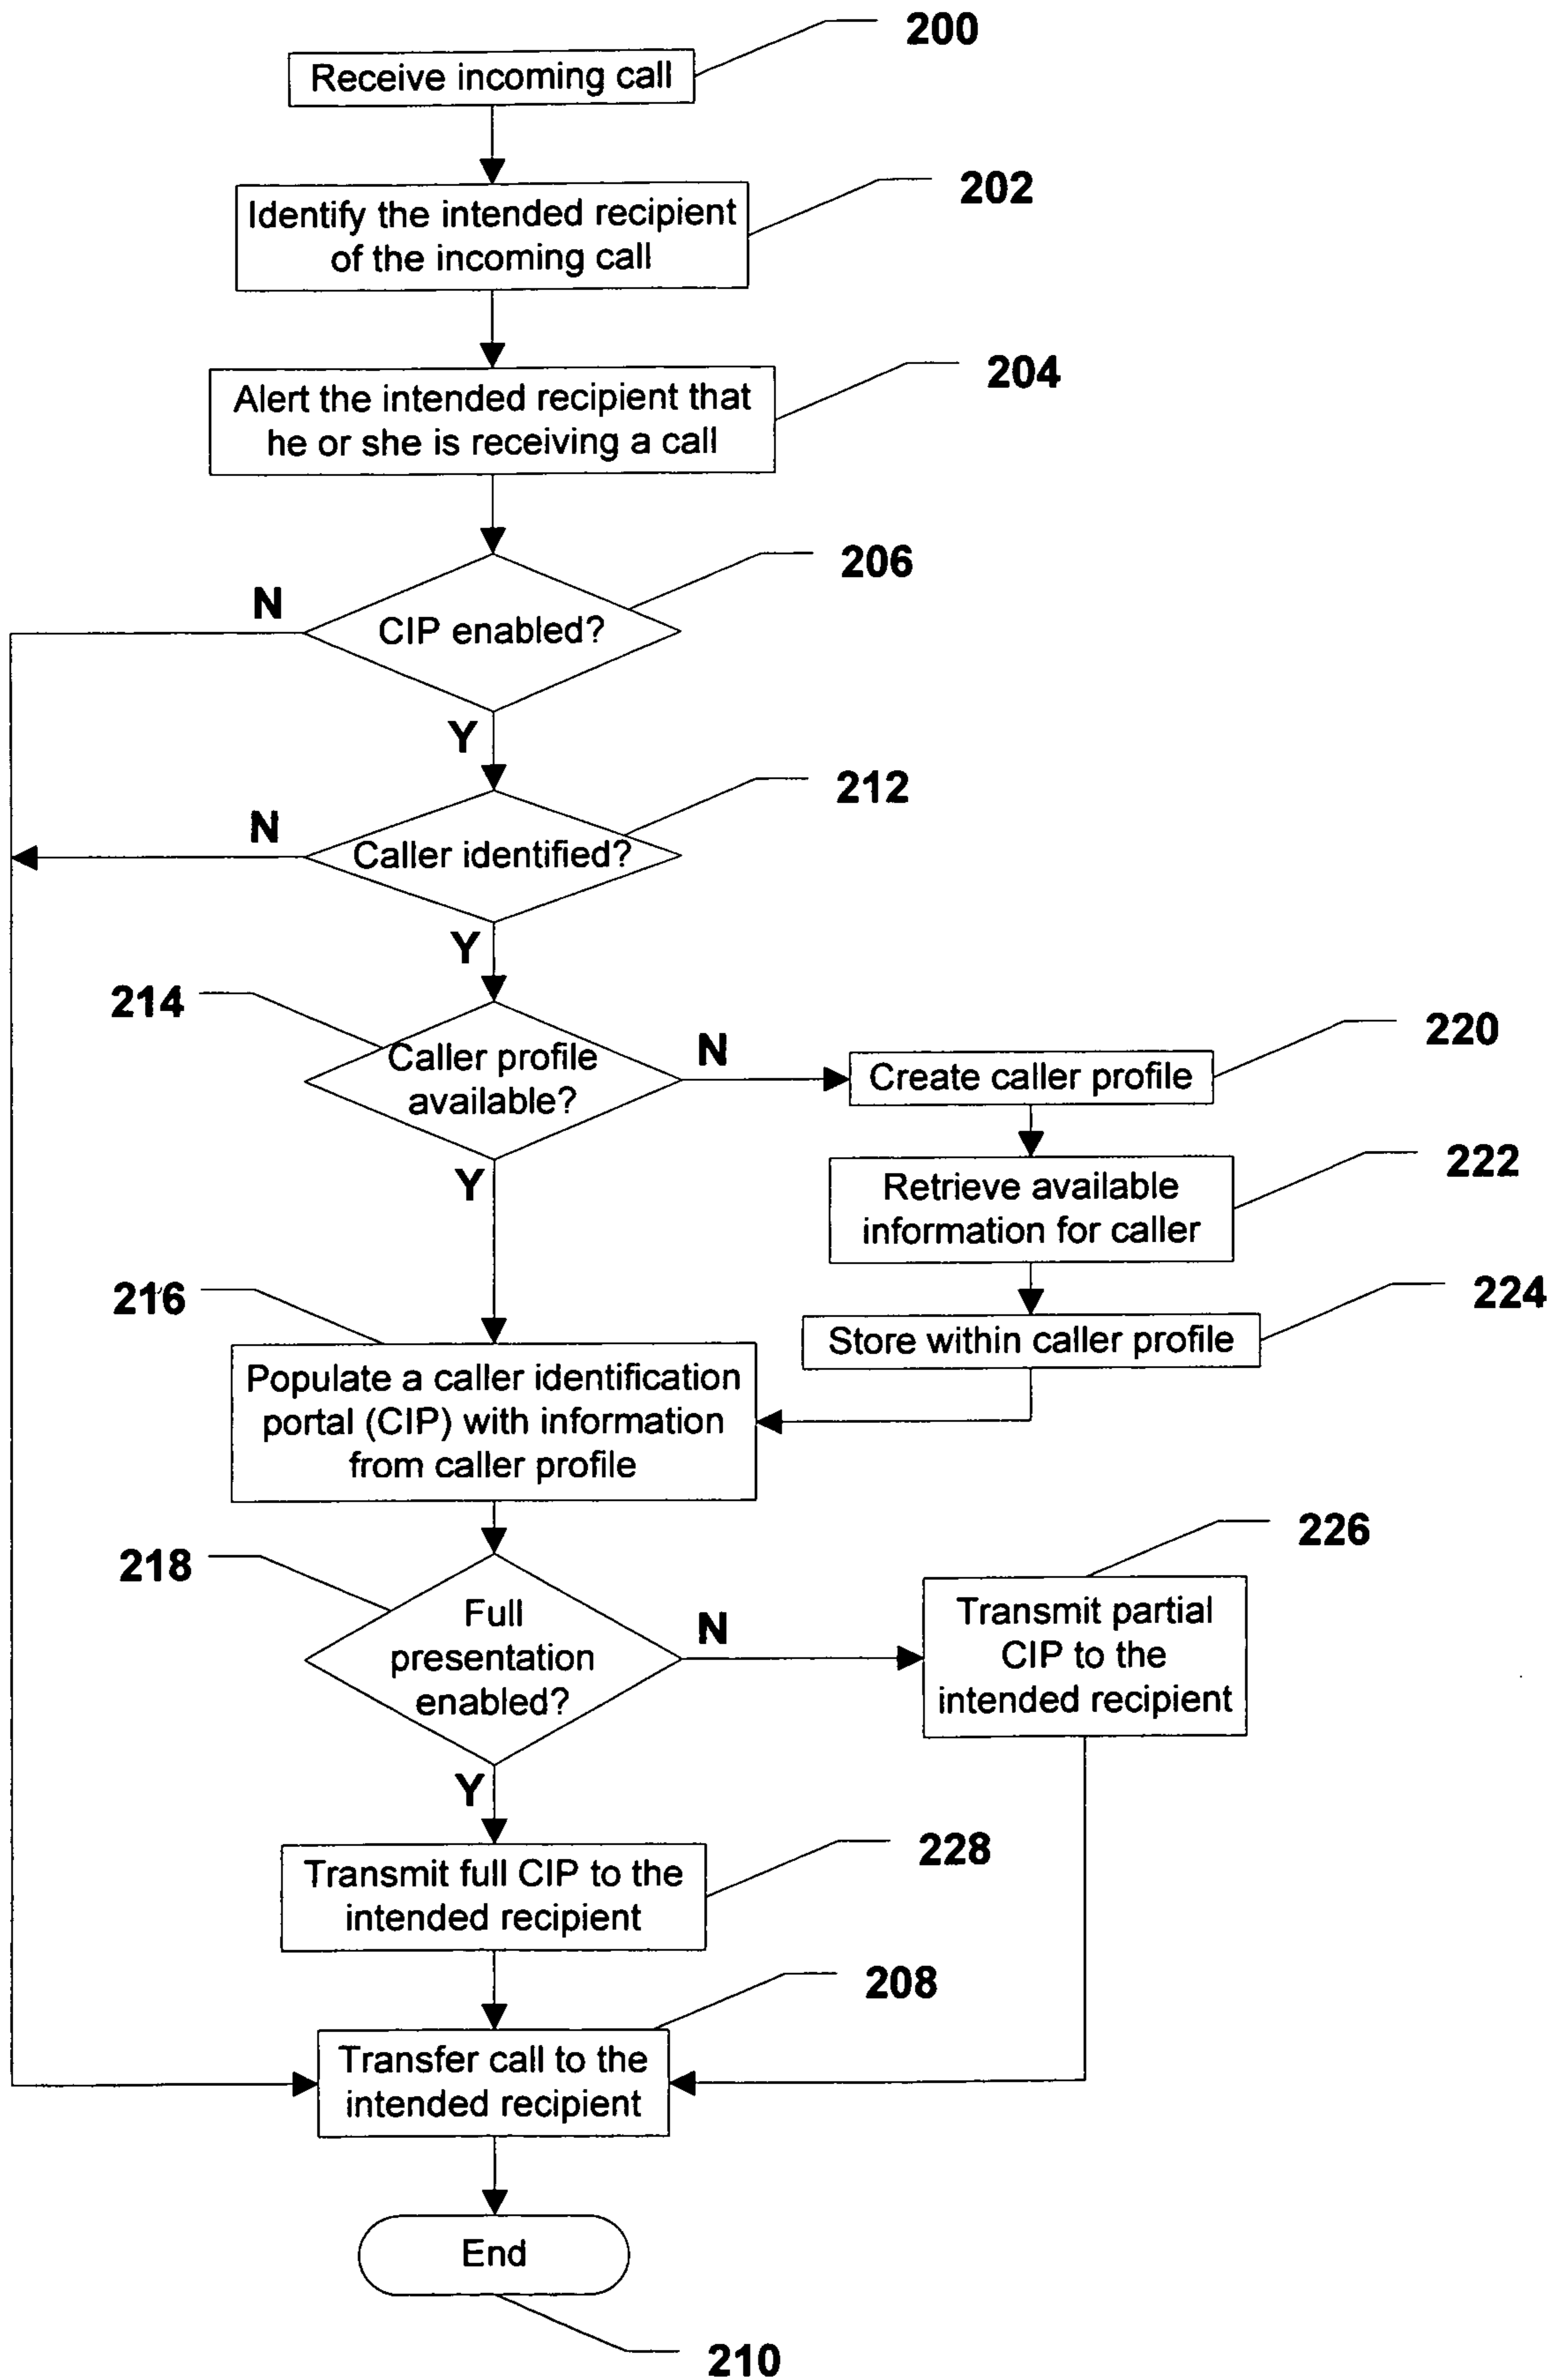 200
Receive incoming call
202
Identify the intended recipient
of the incoming call
204
Alert the intended recipient that
he or she is receiving a call
206
N
CIP enabled?
Y
212
N
Caller identified?
Y
214
Caller profile
available?
N
220
Create caller profile
Y
222
Retrieve available
information for caller
224
Store within caller profile
216
Populate a caller identification
portal (CIP) with information
from caller profile
218
Full
presentation
enabled?
N
226
Transmit partial
CIP to the
intended recipient
Y
228
Transmit full CIP to the
intended recipient
208
Transfer call to the
intended recipient
End
210